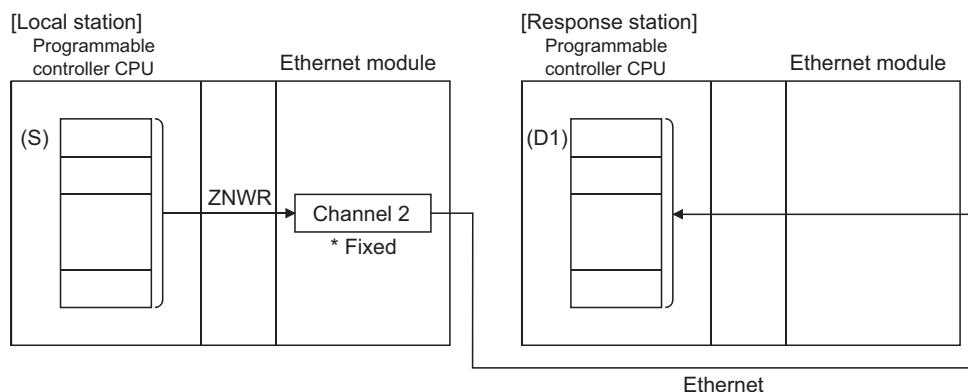 [Local station]
Programmable
controller CPU
Ethernet module
(S)
ZNWR
Channel 2
* Fixed
[Response station]
Programmable
controller CPU
Ethernet module
(D1)
Ethernet